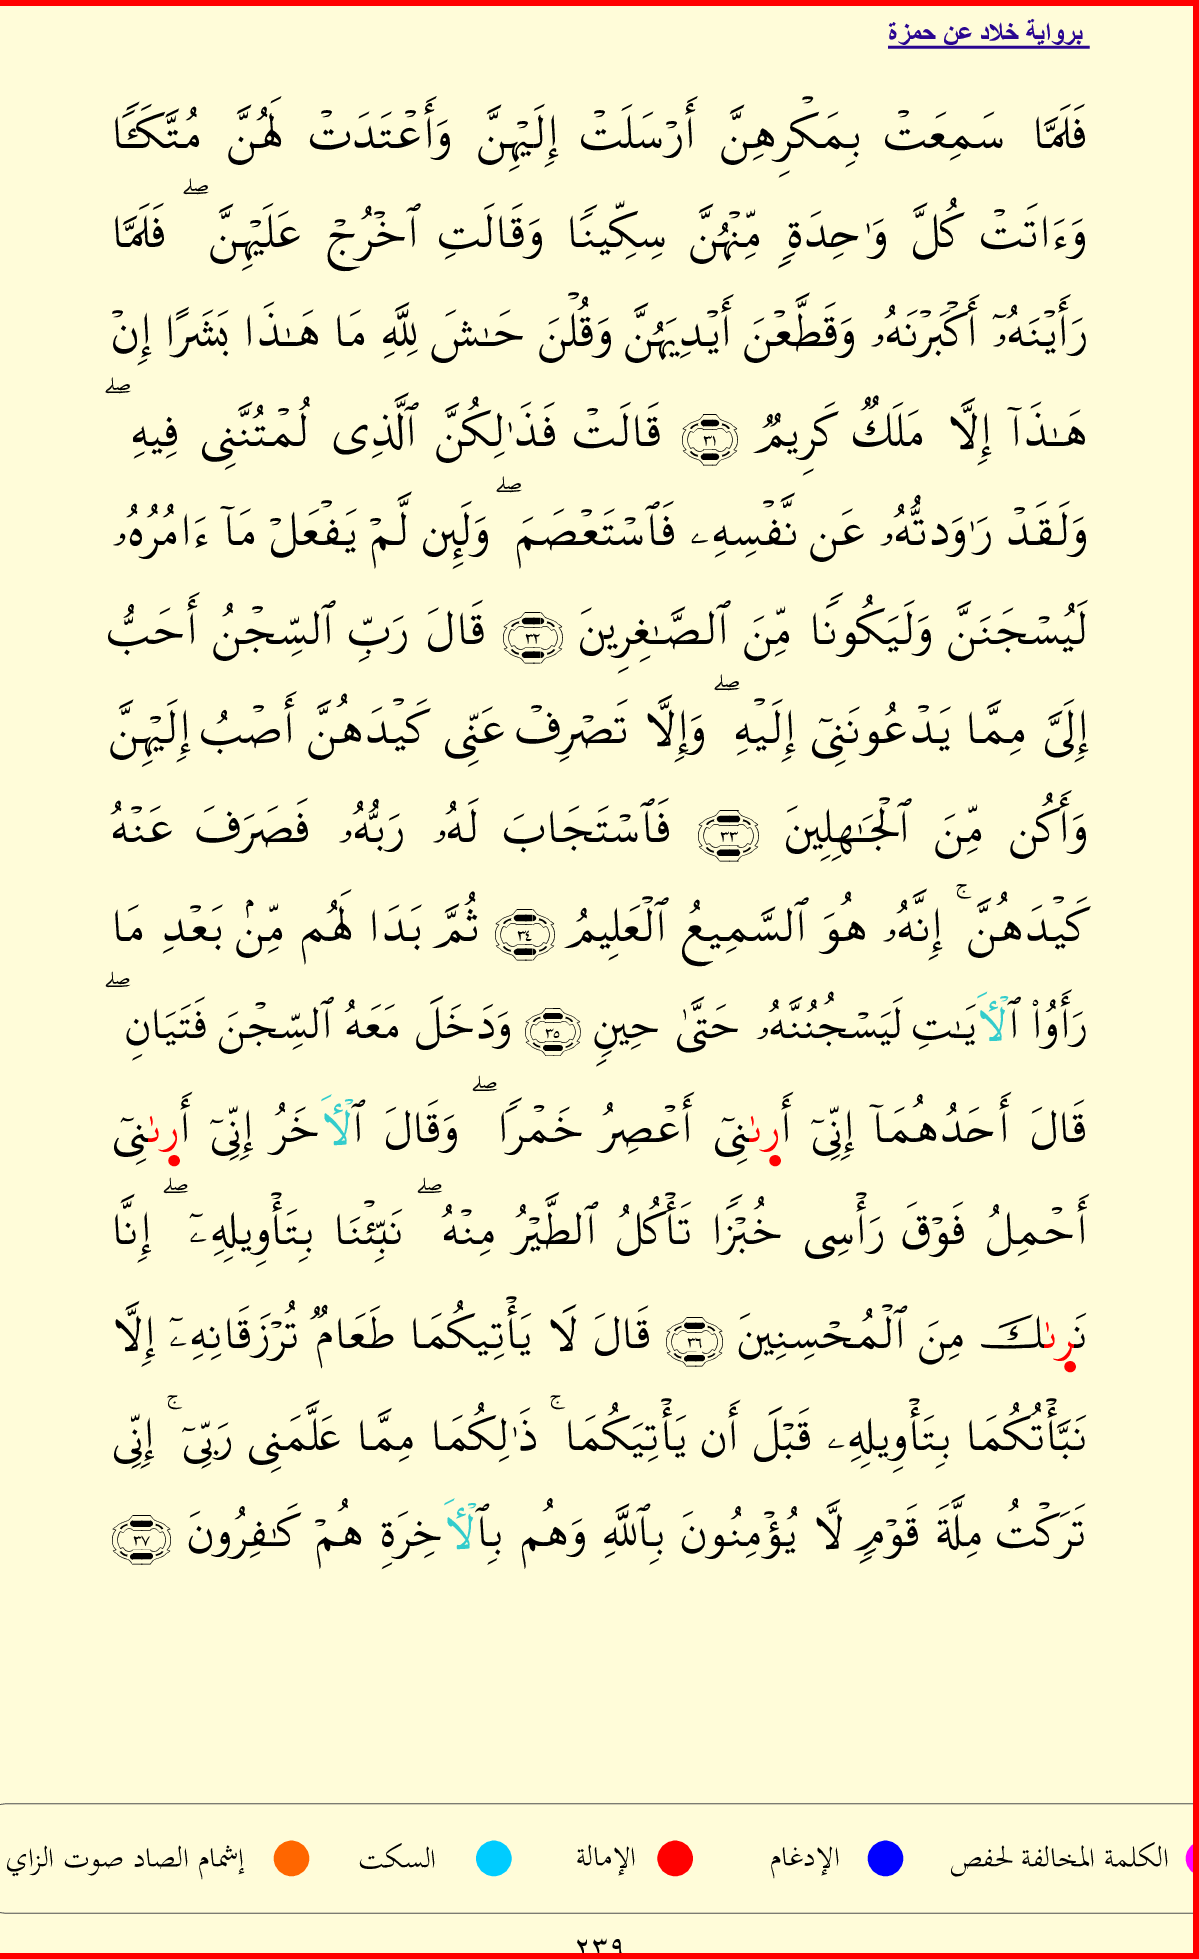 برواية خلاد عن حمزة
فَلَمَّا سَمِعَتْ بِمَكْرِهِنَّ أَرْسَلَتْ إِلَيْهِنَّ وَأَعْتَدَتْ لَهُنَّ مُتَّكَـًٔا
وَءَاتَتْ كُلَّ وَٰحِدَةٍ مِّنْهُنَّ سِكِّينًا وَقَالَتِ ٱخْرُجْ عَلَيْهِنَّ ۖ فَلَمَّا
رَأَيْنَهُۥٓ أَكْبَرْنَهُۥ وَقَطَّعْنَ أَيْدِيَهُنَّ وَقُلْنَ حَـٰشَ لِلَّهِ مَا هَـٰذَا بَشَرًا إِنْ
هَـٰذَآ إِلَّا مَلَكٌ كَرِيمٌ ٣١ قَالَتْ فَذَٰلِكُنَّ ٱلَّذِى لُمْتُنَّنِى فِيهِ ۖ
وَلَقَدْ رَٰوَدتُّهُۥ عَن نَّفْسِهِۦ فَٱسْتَعْصَمَ ۖ وَلَئِن لَّمْ يَفْعَلْ مَآ ءَامُرُهُۥ
لَيُسْجَنَنَّ وَلَيَكُونًا مِّنَ ٱلصَّـٰغِرِينَ ٣٢ قَالَ رَبِّ ٱلسِّجْنُ أَحَبُّ
إِلَىَّ مِمَّا يَدْعُونَنِىٓ إِلَيْهِ ۖ وَإِلَّا تَصْرِفْ عَنِّى كَيْدَهُنَّ أَصْبُ إِلَيْهِنَّ
وَأَكُن مِّنَ ٱلْجَـٰهِلِينَ ٣٣ فَٱسْتَجَابَ لَهُۥ رَبُّهُۥ فَصَرَفَ عَنْهُ
كَيْدَهُنَّ ۚ إِنَّهُۥ هُوَ ٱلسَّمِيعُ ٱلْعَلِيمُ ٣٤ ثُمَّ بَدَا لَهُم مِّنۢ بَعْدِ مَا
رَأَوُا۟ ٱلْأَيَـٰتِ لَيَسْجُنُنَّهُۥ حَتَّىٰ حِينٍ ٣٥ وَدَخَلَ مَعَهُ ٱلسِّجْنَ فَتَيَانِ ۖ
قَالَ أَحَدُهُمَآ إِنِّىٓ أَرِىٰنِىٓ أَعْصِرُ خَمْرًا ۖ وَقَالَ ٱلْأَخَرُ إِنِّىٓ أَرِىٰنِىٓ
أَحْمِلُ فَوْقَ رَأْسِى خُبْزًا تَأْكُلُ ٱلطَّيْرُ مِنْهُ ۖ نَبِّئْنَا بِتَأْوِيلِهِۦٓ ۖ إِنَّا
نَرِىٰكَ مِنَ ٱلْمُحْسِنِينَ ٣٦ قَالَ لَا يَأْتِيكُمَا طَعَامٌ تُرْزَقَانِهِۦٓ إِلَّا
نَبَّأْتُكُمَا بِتَأْوِيلِهِۦ قَبْلَ أَن يَأْتِيَكُمَا ۚ ذَٰلِكُمَا مِمَّا عَلَّمَنِى رَبِّىٓ ۚ إِنِّى
تَرَكْتُ مِلَّةَ قَوْمٍ لَّا يُؤْمِنُونَ بِٱللَّهِ وَهُم بِٱلْأَخِرَةِ هُمْ كَـٰفِرُونَ ٣٧
الكلمة المخالفة لحفص الإدغام الإمالة السكت إشمام الصاد صوت الزاي
٢٣٩